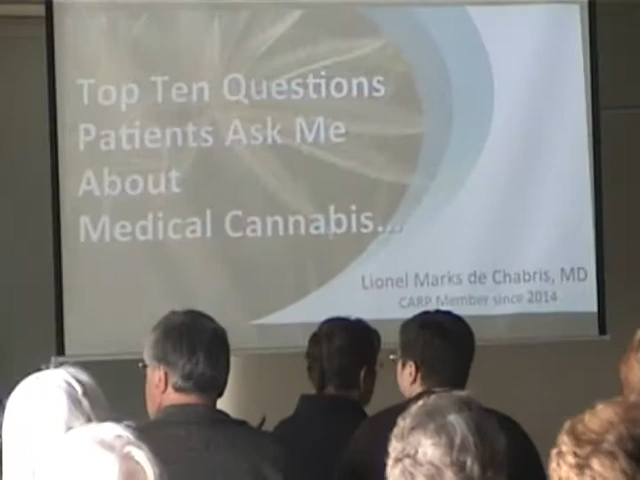 Top Ten Questions
Patients Ask Me
About
Medical Cannabis...
Lionel Marks de Chabris, MD
CARP Member since 2014